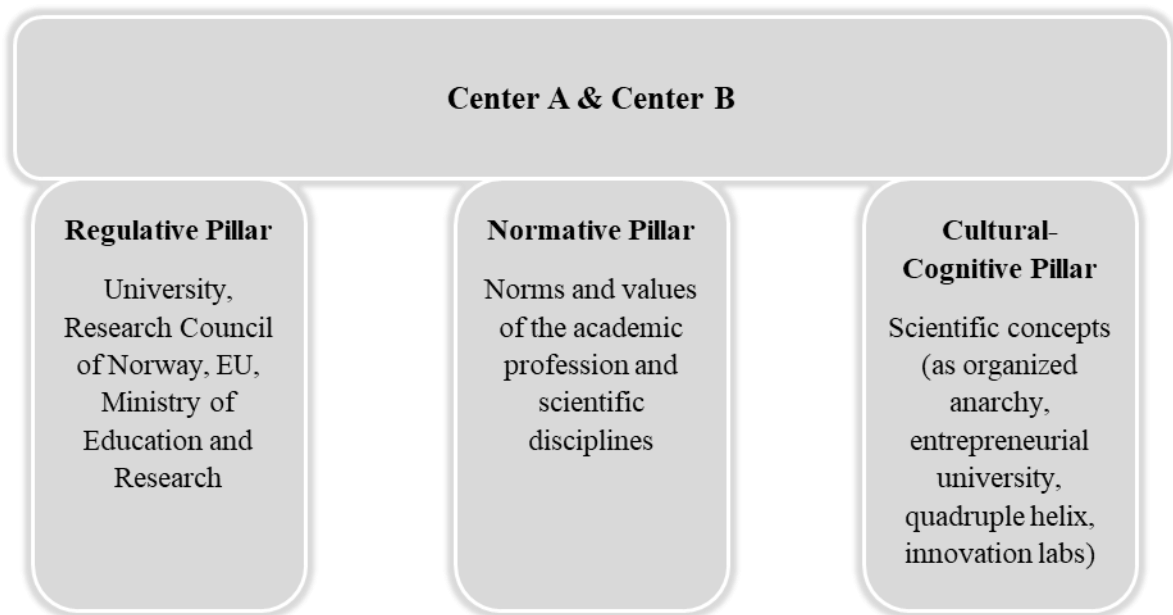 Center A & Center B
Regulative Pillar
University,
Research Council
of Norway, EU,
Ministry of
Education and
Research
Normative Pillar
Norms and values
of the academic
profession and
scientific
disciplines
Cultural-
Cognitive Pillar
Scientific concepts
(as organized
anarchy,
entrepreneurial
university,
quadruple helix,
innovation labs)